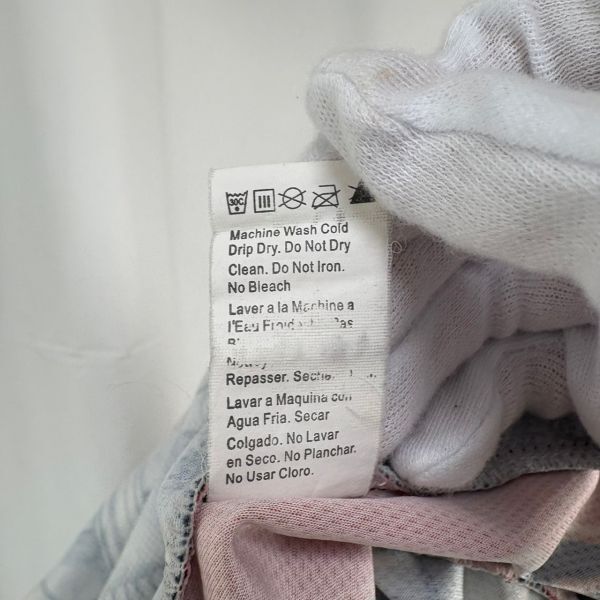 30C
Machine Wash Cold
Drip Dry. Do Not Dry
Clean. Do Not Iron.
No Bleach
Laver a la Machine a
l'Eau Froid
Repasser.
Lavar a Maquina con
Agua Fria. Secar
Colgado. No Lavar
en Seco. No Planchar.
No Usar Cloro.